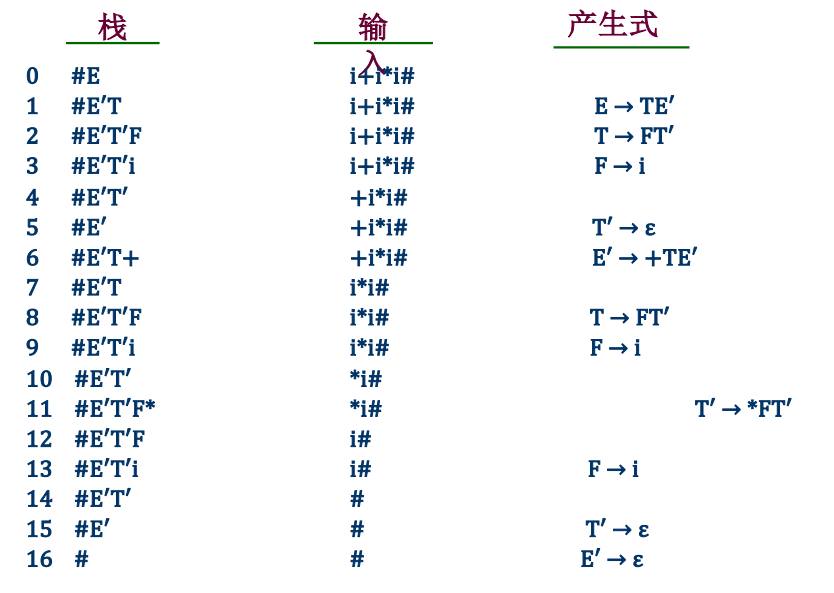 栈 输入 产生式
0 #E i+i*i#
1 #E′T i+i*i# E → TE′
2 #E′T′F i+i*i# T → FT′
3 #E′T′i i+i*i# F → i
4 #E′T′ +i*i#
5 #E′ +i*i# T′ → ε
6 #E′T+ +i*i# E′ → +TE′
7 #E′T i*i#
8 #E′T′F i*i# T → FT′
9 #E′T′i i*i# F → i
10 #E′T′ *i#
11 #E′T′F* *i# T′ → *FT′
12 #E′T′F i#
13 #E′T′i i# F → i
14 #E′T′ #
15 #E′ # T′ → ε
16 # # E′ → ε